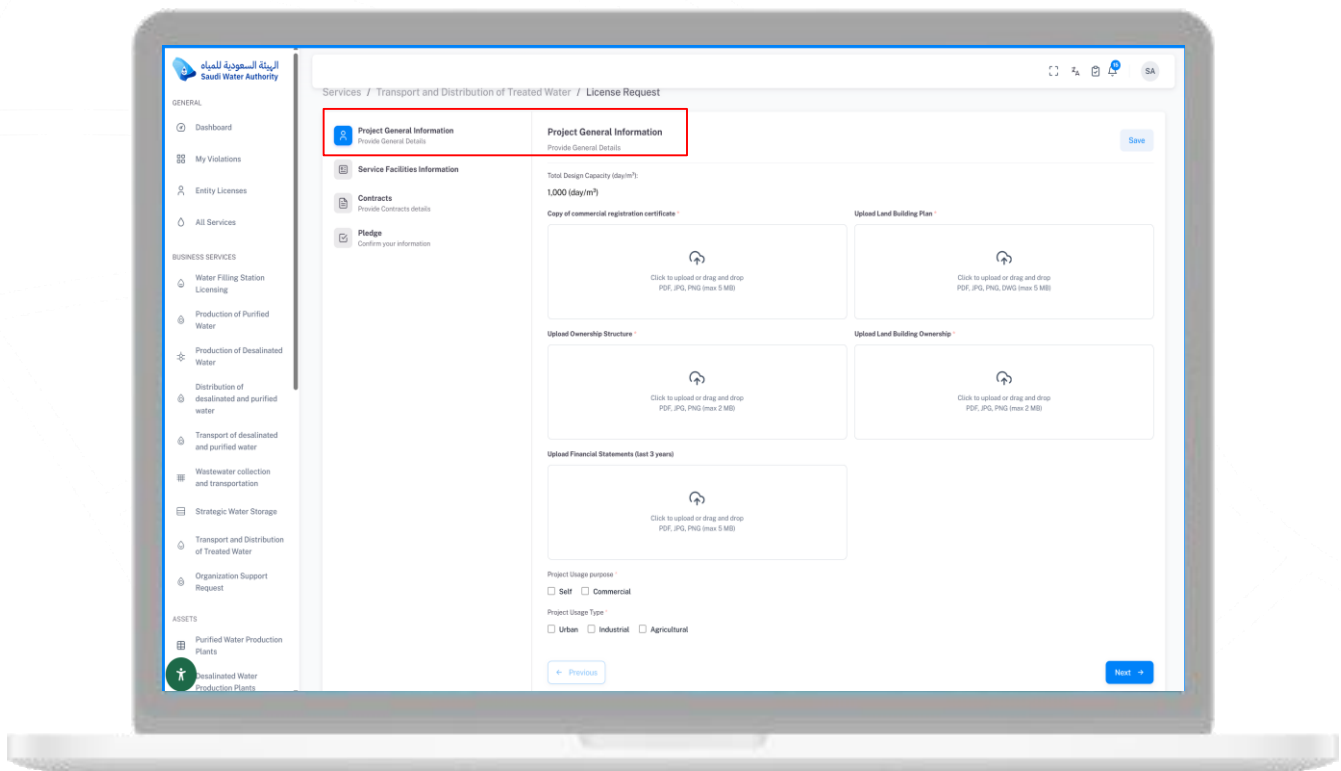 الهيئة السعودية للمياه
Saudi Water Authority
GENERAL
Dashboard
My Violations
Entity Licenses
All Services
BUSINESS SERVICES
Water Filling Station
Licensing
Production of Purified
Water
Production of Desalinated
Water
Distribution of
desalinated and purified
water
Transport of desalinated
and purified water
Wastewater collection
and transportation
Strategic Water Storage
Transport and Distribution
of Treated Water
Organization Support
Request
ASSETS
Purified Water Production
Plants
Desalinated Water
Production Plants
SA
Services / Transport and Distribution of Treated Water / License Request
Project General Information
Provide General Details
Service Facilities Information
Contracts
Provide Contracts details
Pledge
Confirm your information
Project General Information
Provide General Details
Save
Total Design Capacity (day/m³):
1,000 (day/m³)
Copy of commercial registration certificate *
Click to upload or drag and drop
PDF, JPG, PNG (max 5 MB)
Upload Land Building Plan *
Click to upload or drag and drop
PDF, JPG, PNG, DWG (max 5 MB)
Upload Ownership Structure *
Click to upload or drag and drop
PDF, JPG, PNG (max 2 MB)
Upload Land Building Ownership *
Click to upload or drag and drop
PDF, JPG, PNG (max 2 MB)
Upload Financial Statements (last 3 years)
Click to upload or drag and drop
PDF, JPG, PNG (max 5 MB)
Project Usage purpose *
Self Commercial
Project Usage Type *
Urban Industrial Agricultural
← Previous
Next →